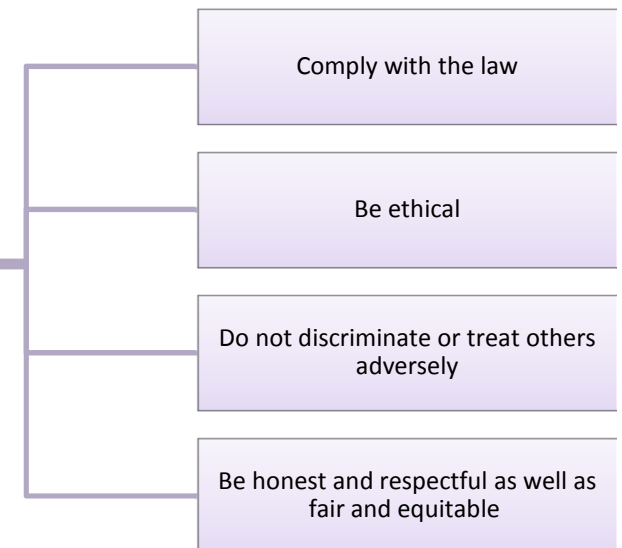 Comply with the law
Be ethical
Do not discriminate or treat others
adversely
Be honest and respectful as well as
fair and equitable